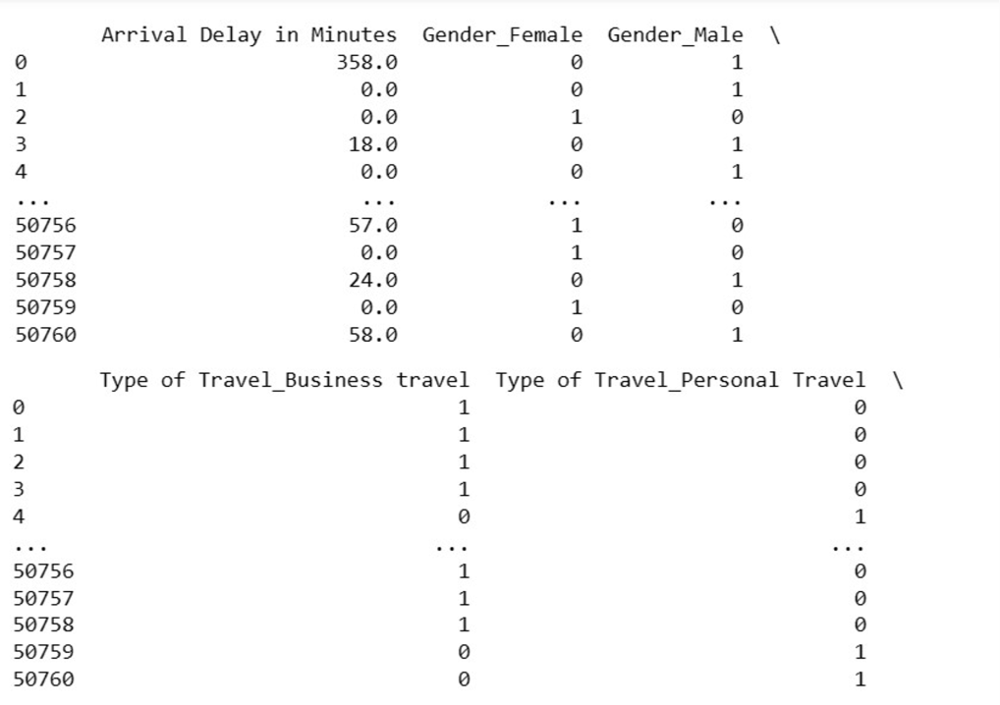 Arrival Delay in Minutes Gender_Female Gender_Male \
0 358.0 0 1
1 0.0 0 1
2 0.0 1 0
3 18.0 0 1
4 0.0 0 1
... ... ... ...
50756 57.0 1 0
50757 0.0 1 0
50758 24.0 0 1
50759 0.0 1 0
50760 58.0 0 1
Type of Travel_Business travel Type of Travel_Personal Travel \
0 1 0
1 1 0
2 1 0
3 1 0
4 0 1
... ... ...
50756 1 0
50757 1 0
50758 1 0
50759 0 1
50760 0 1